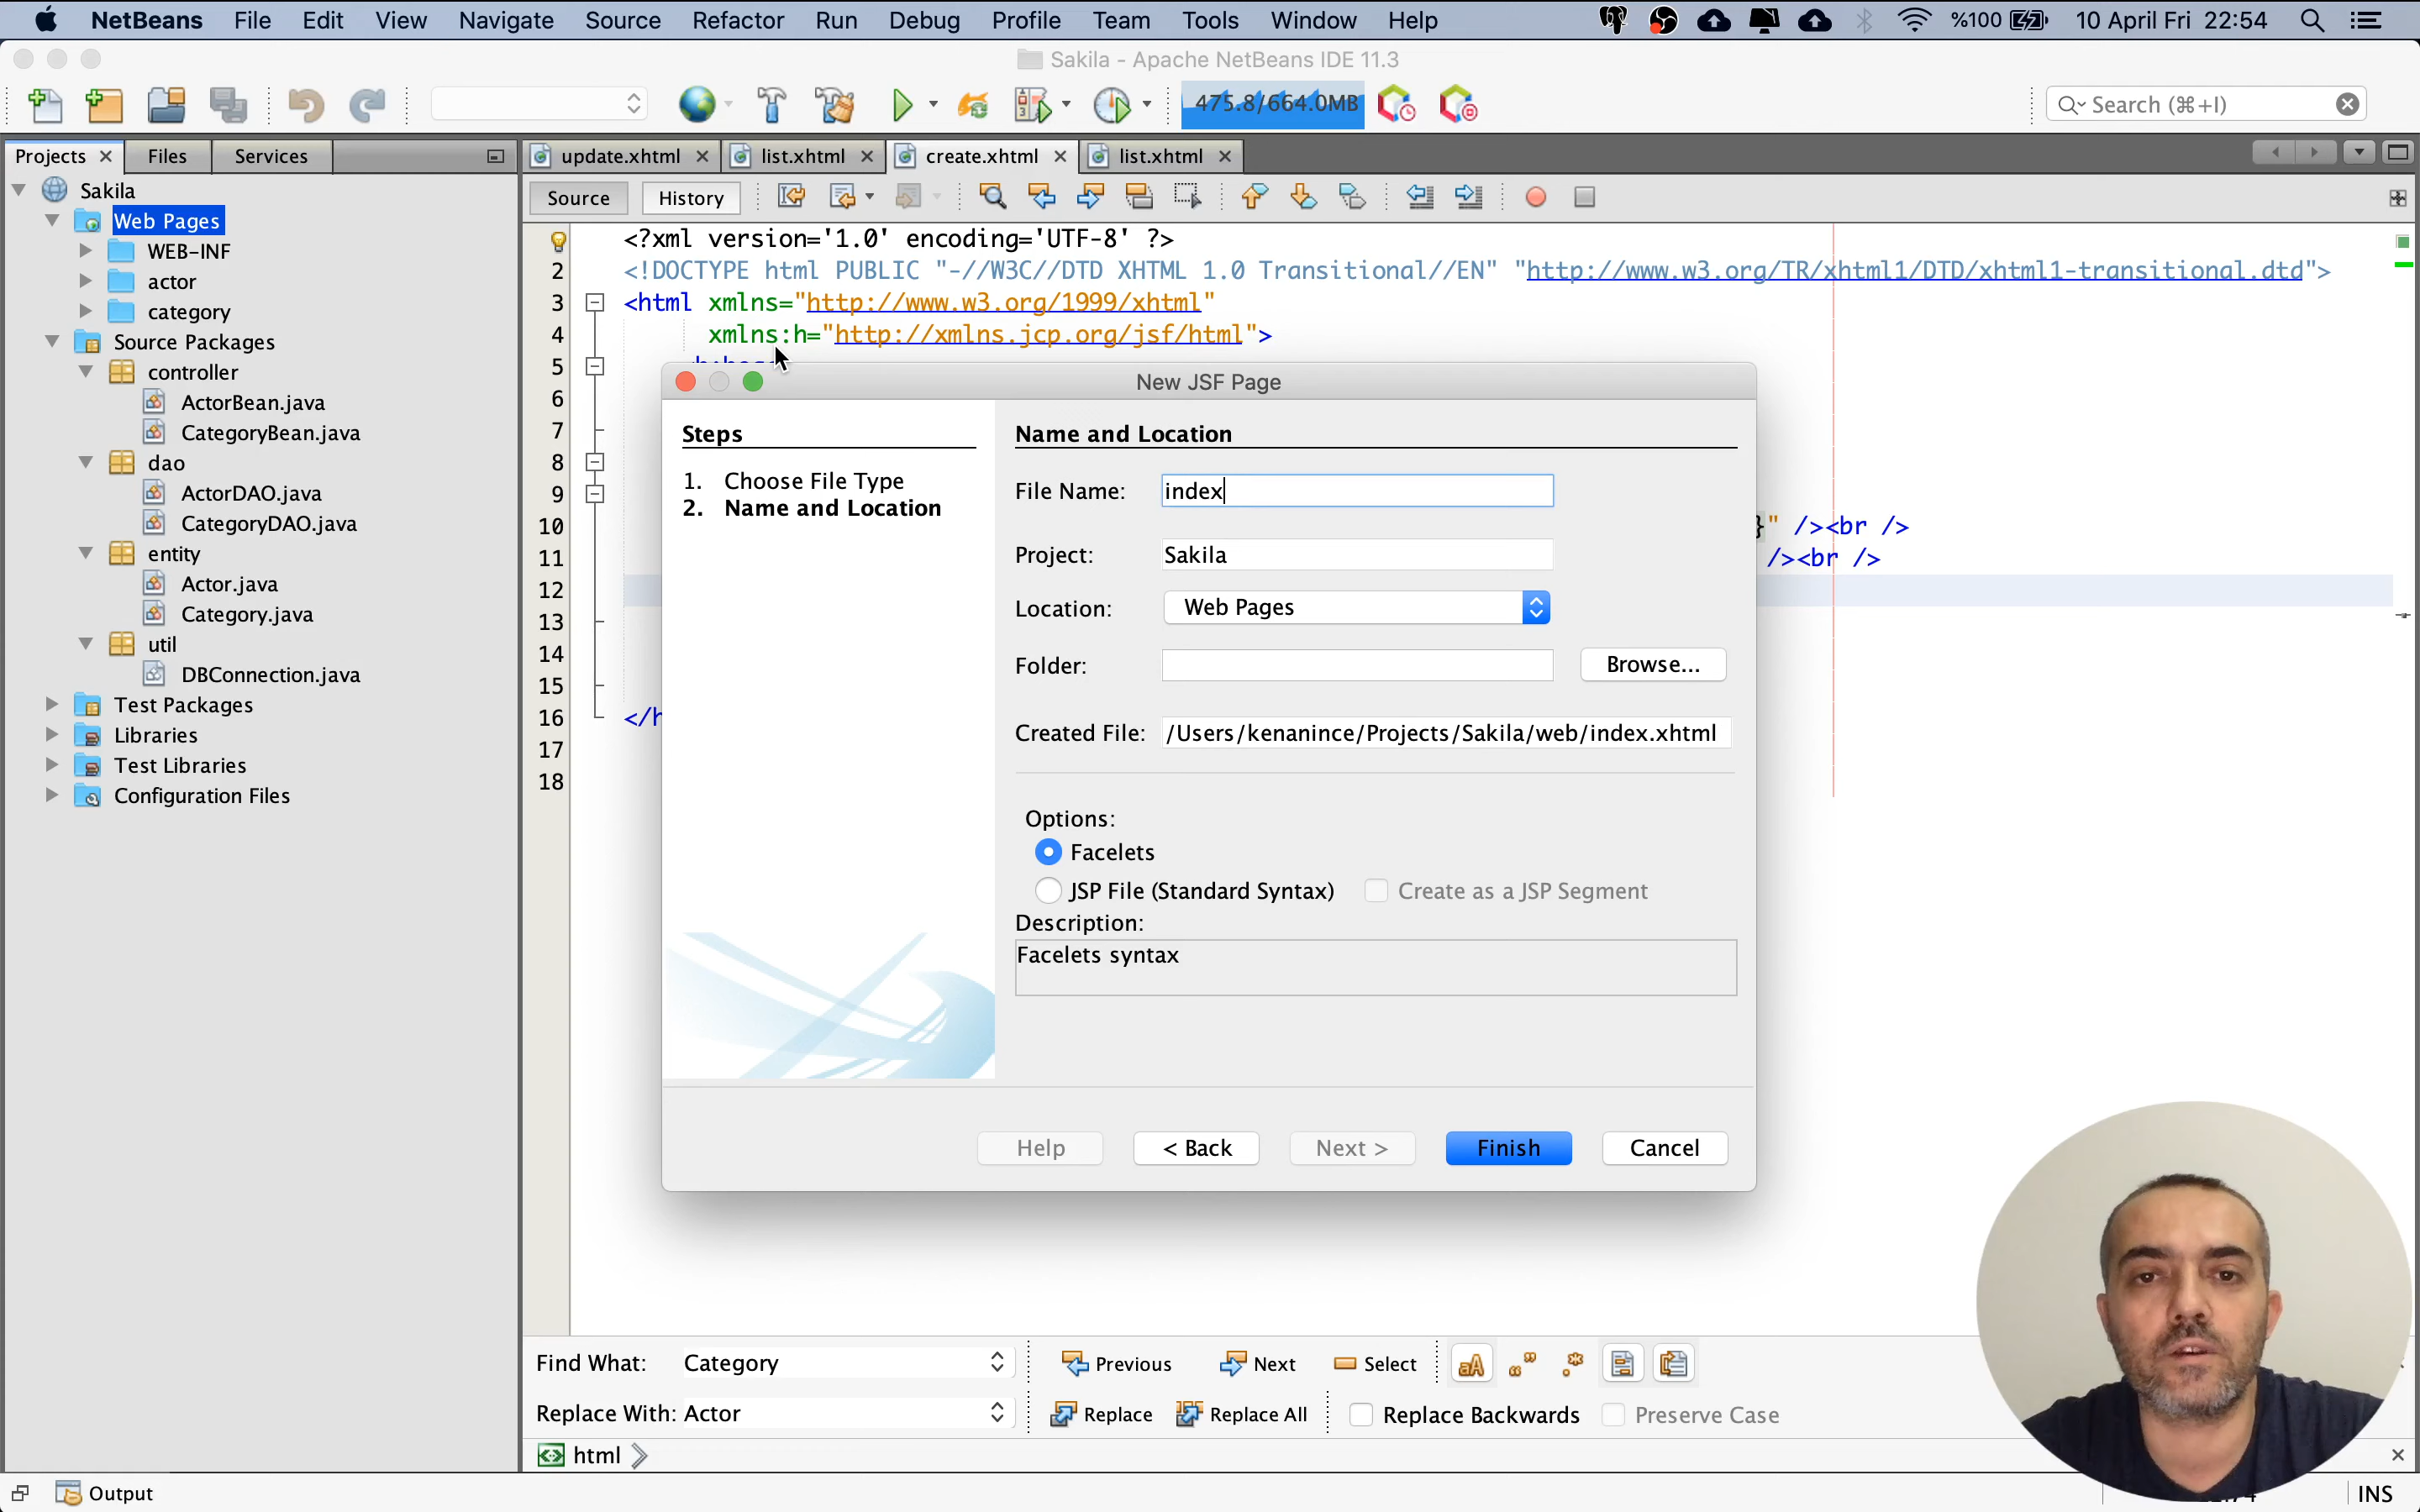 NetBeans File Edit View Navigate Source Refactor Run Debug Profile Team Tools Window Help %100 10 April Fri 22:54
Sakila - Apache NetBeans IDE 11.3
475.8/664.0MB Search (⌘+I)
Projects Files Services
update.xhtml list.xhtml create.xhtml list.xhtml
Source History
Sakila
Web Pages
WEB-INF
actor
category
Source Packages
controller
ActorBean.java
CategoryBean.java
dao
ActorDAO.java
CategoryDAO.java
entity
Actor.java
Category.java
util
DBConnection.java
Test Packages
Libraries
Test Libraries
Configuration Files
<?xml version='1.0' encoding='UTF-8' ?>
2 <!DOCTYPE html PUBLIC "-//W3C//DTD XHTML 1.0 Transitional//EN" "http://www.w3.org/TR/xhtml1/DTD/xhtml1-transitional.dtd">
3 <html xmlns="http://www.w3.org/1999/xhtml"
4 xmlns:h="http://xmlns.jcp.org/jsf/html">
5
6
7
8
9
10 }" /><br />
11 /><br />
12
13
14
15
16 </h
17
18
New JSF Page
Steps
1. Choose File Type
2. Name and Location
Name and Location
File Name: index
Project: Sakila
Location: Web Pages
Folder: Browse...
Created File: /Users/kenanince/Projects/Sakila/web/index.xhtml
Options:
Facelets
JSP File (Standard Syntax) Create as a JSP Segment
Description:
Facelets syntax
Help < Back Next > Finish Cancel
Find What: Category Previous Next Select
Replace With: Actor Replace Replace All Replace Backwards Preserve Case
html
Output INS